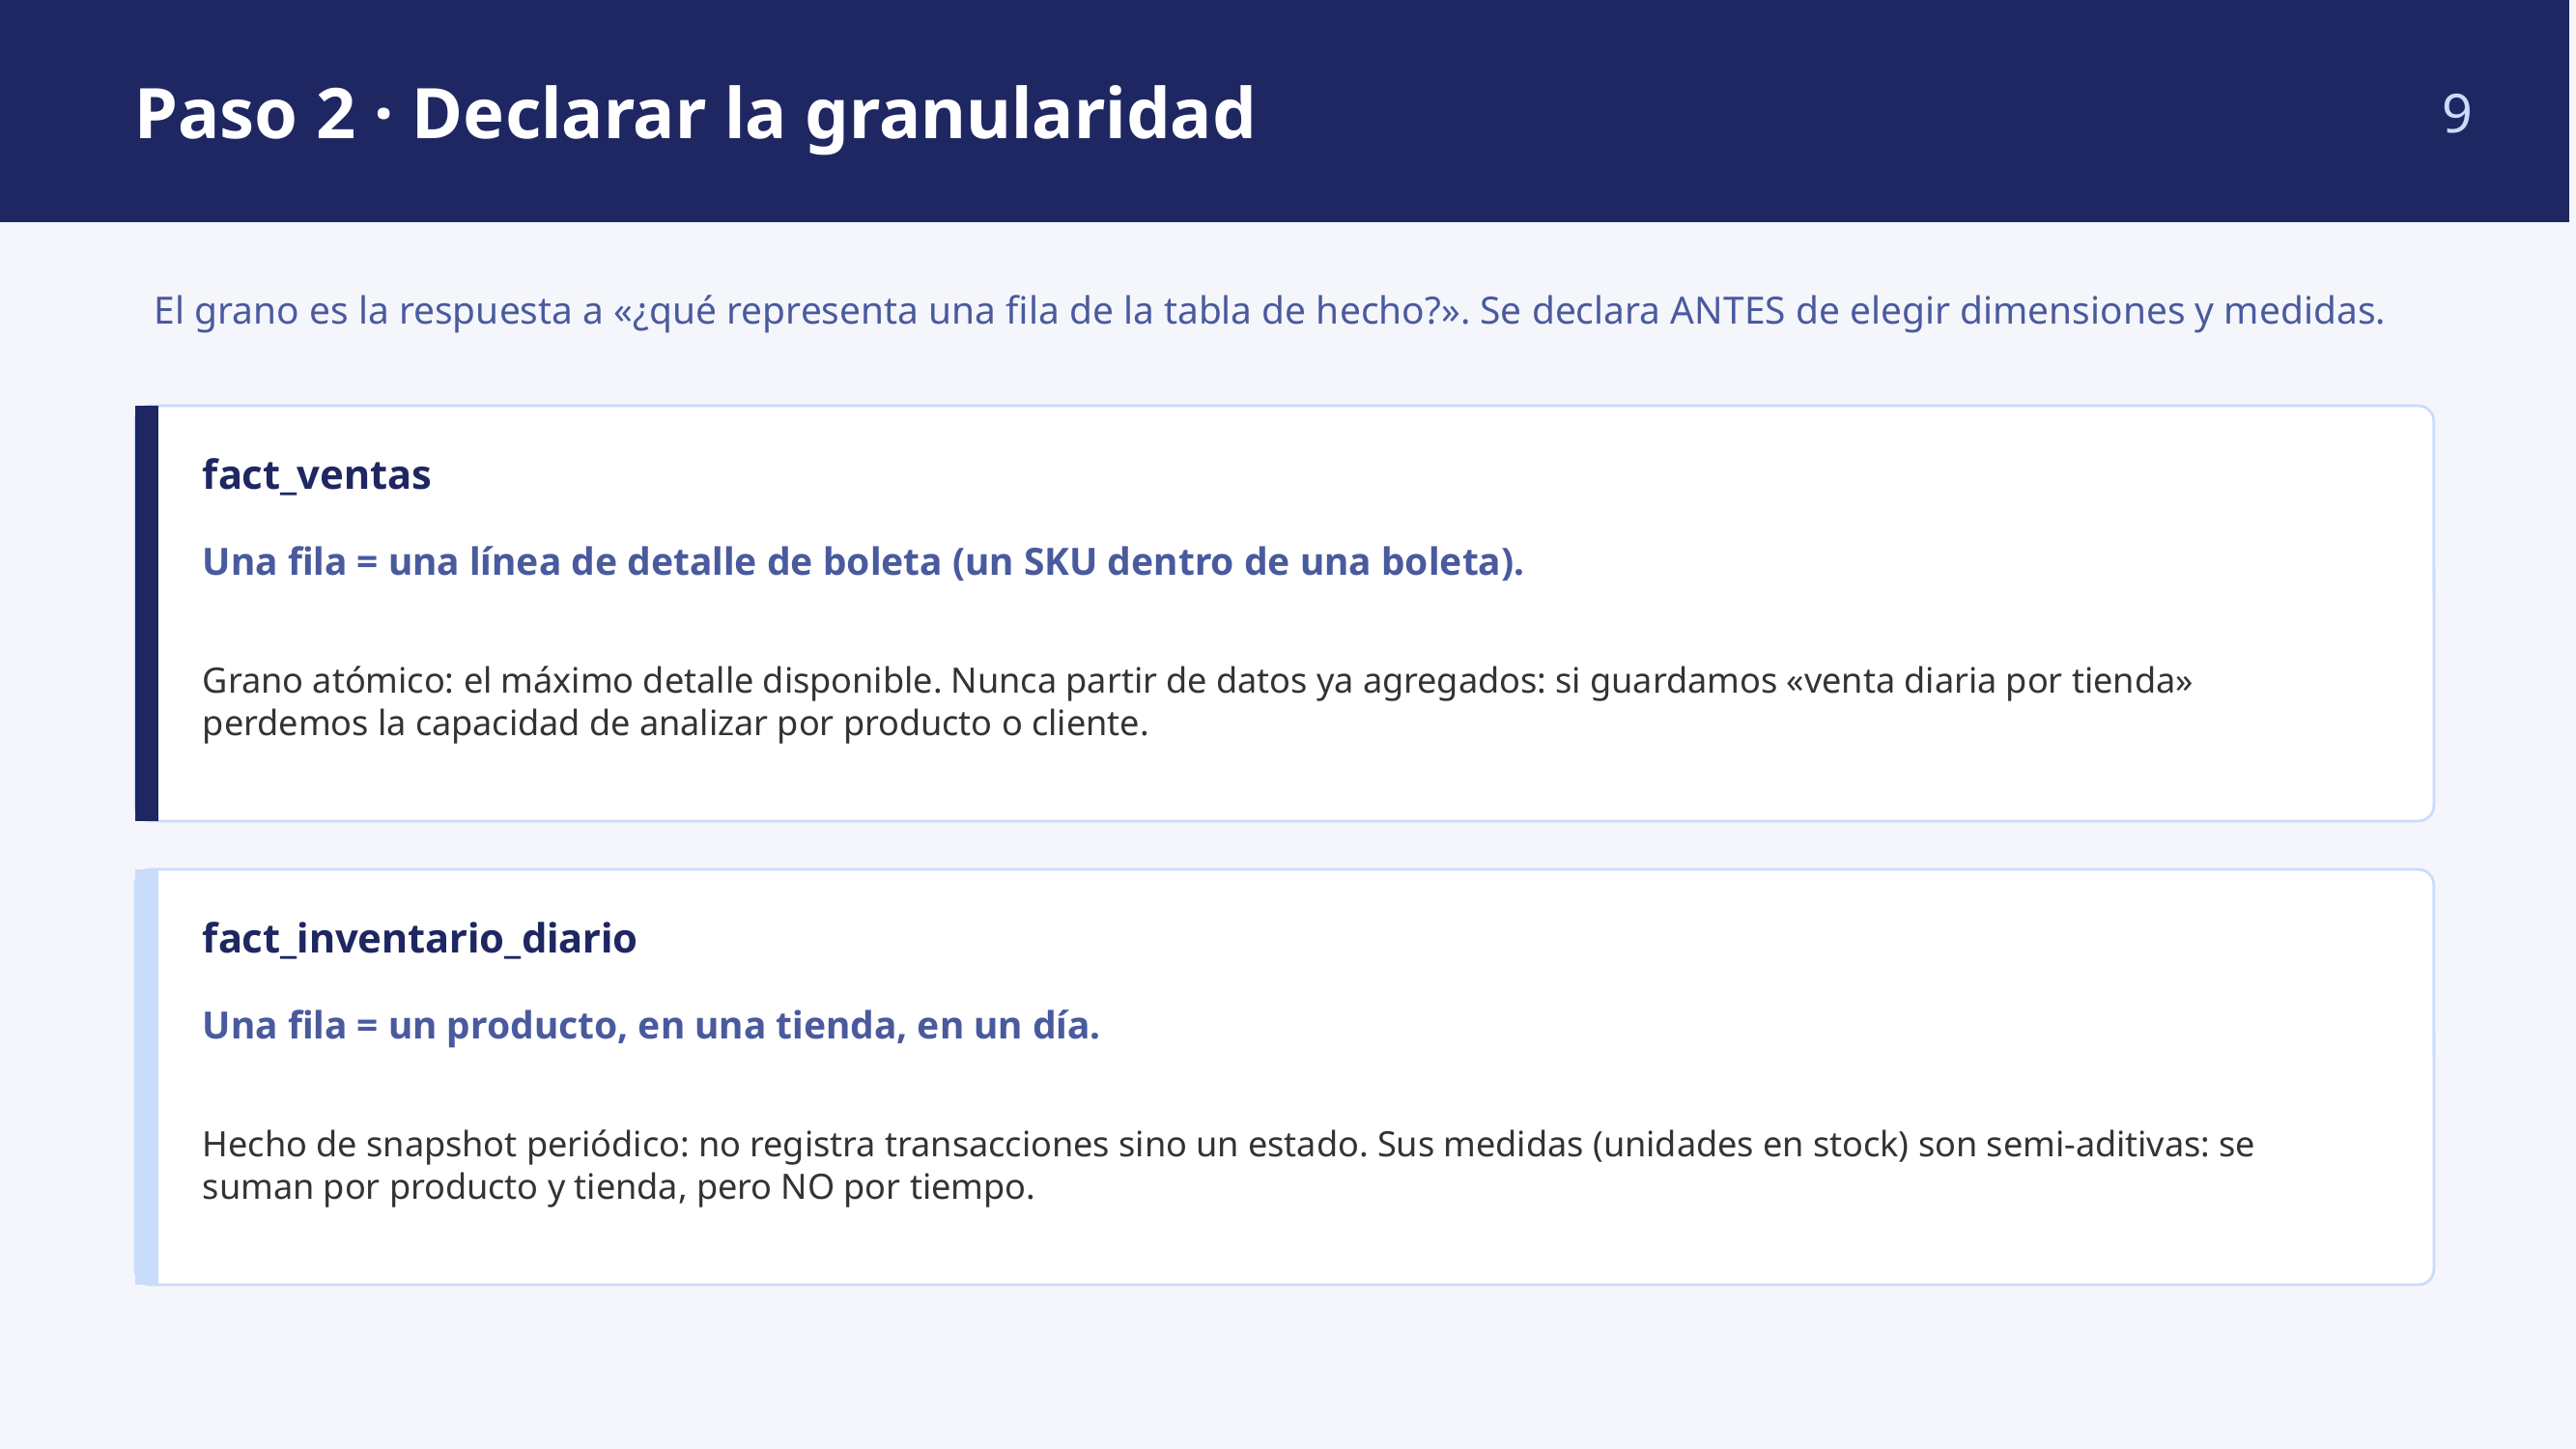 Paso 2 · Declarar la granularidad
9
El grano es la respuesta a «¿qué representa una fila de la tabla de hecho?». Se declara ANTES de elegir dimensiones y medidas.
fact_ventas
Una fila = una línea de detalle de boleta (un SKU dentro de una boleta).
Grano atómico: el máximo detalle disponible. Nunca partir de datos ya agregados: si guardamos «venta diaria por tienda»
perdemos la capacidad de analizar por producto o cliente.
fact_inventario_diario
Una fila = un producto, en una tienda, en un día.
Hecho de snapshot periódico: no registra transacciones sino un estado. Sus medidas (unidades en stock) son semi-aditivas: se
suman por producto y tienda, pero NO por tiempo.